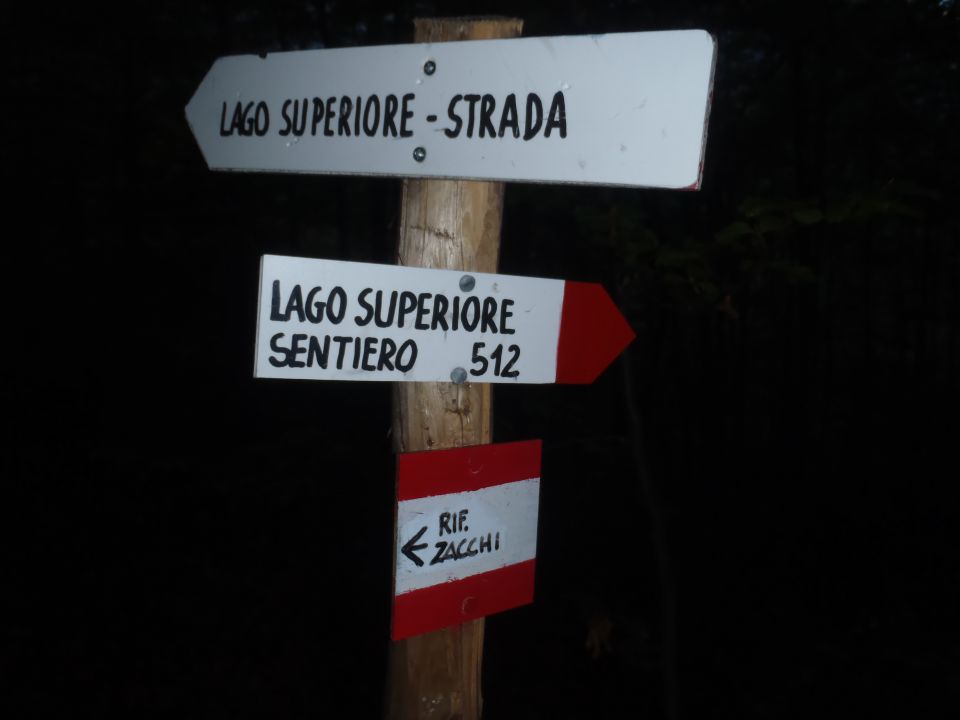 LAGO SUPERIORE - STRADA
LAGO SUPERIORE
SENTIERO 512
RIF.
ZACCHI